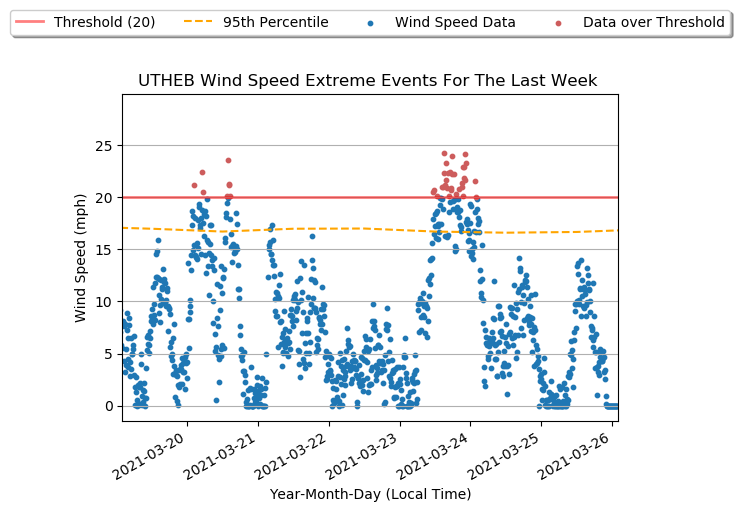 Threshold (20) 95th Percentile Wind Speed Data Data over Threshold
UTHEB Wind Speed Extreme Events For The Last Week
Wind Speed (mph)
25
20
15
10
5
0
2021-03-20 2021-03-21 2021-03-22 2021-03-23 2021-03-24 2021-03-25 2021-03-26
Year-Month-Day (Local Time)